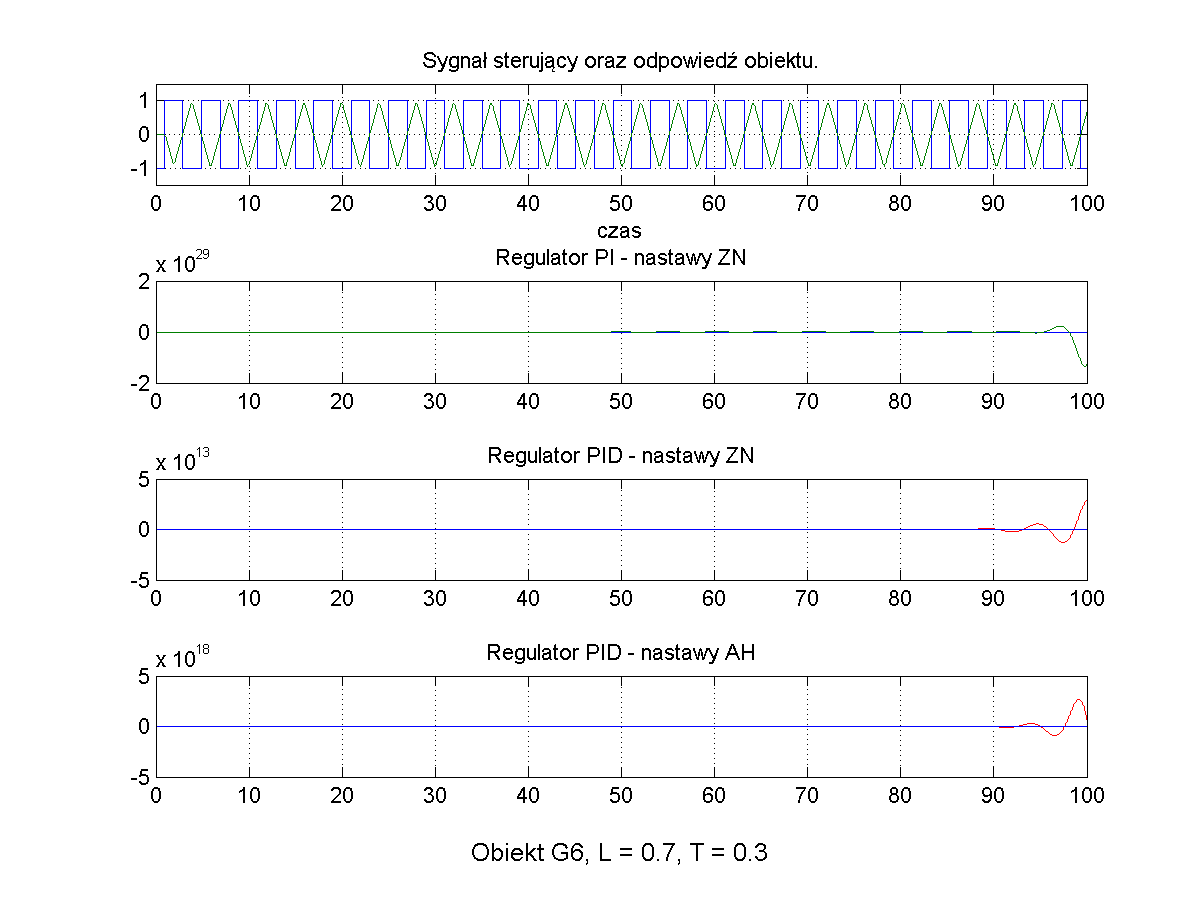 Sygnał sterujący oraz odpowiedź obiektu.
1
0
-1
0 10 20 30 40 50 60 70 80 90 100
czas
Regulator PI - nastawy ZN
x 10^29
2
0
-2
0 10 20 30 40 50 60 70 80 90 100
Regulator PID - nastawy ZN
x 10^13
5
0
-5
0 10 20 30 40 50 60 70 80 90 100
Regulator PID - nastawy AH
x 10^18
5
0
-5
0 10 20 30 40 50 60 70 80 90 100
Obiekt G6, L = 0.7, T = 0.3